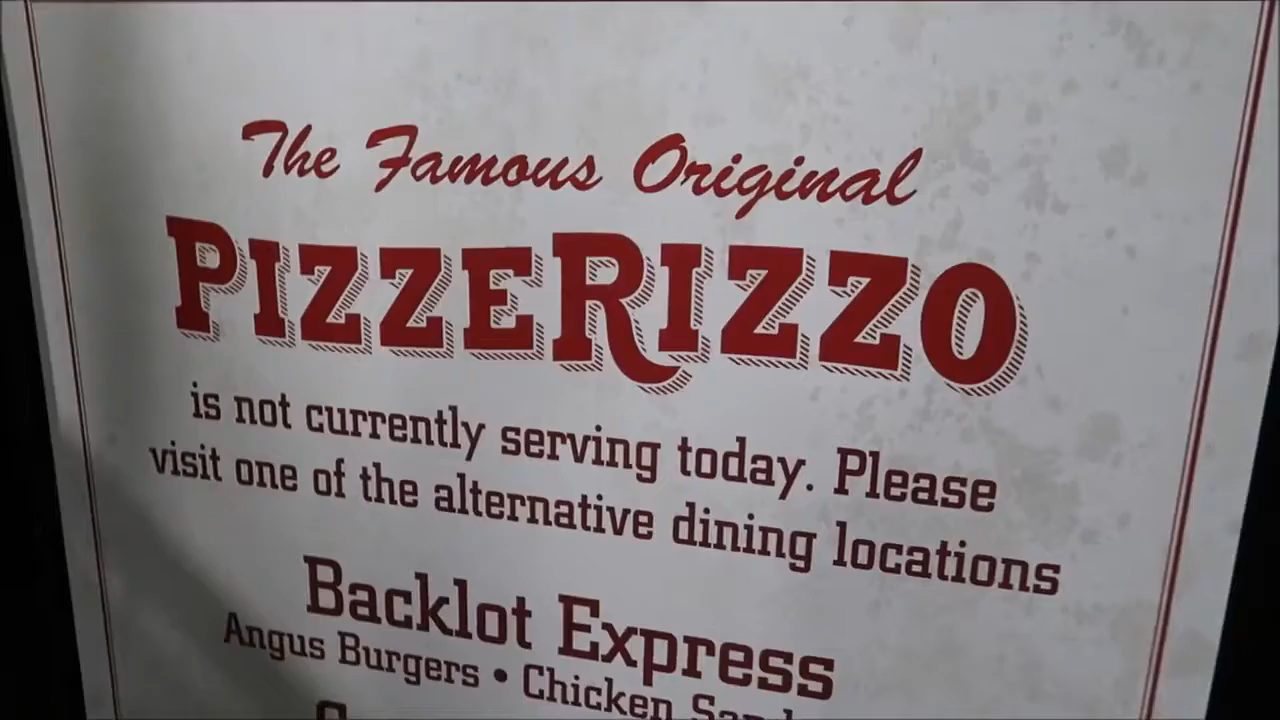 The Famous Original
PIZZERIZZO
is not currently serving today. Please
visit one of the alternative dining locations
Backlot Express
Angus Burgers • Chicken